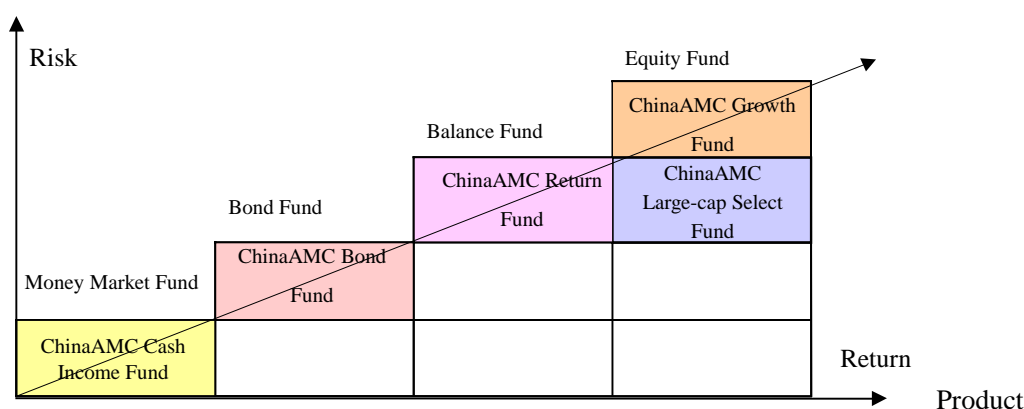 Risk
Equity Fund
ChinaAMC Growth
Fund
Balance Fund
ChinaAMC Return
Fund
ChinaAMC
Large-cap Select
Fund
Bond Fund
ChinaAMC Bond
Fund
Money Market Fund
ChinaAMC Cash
Income Fund
Return
Product